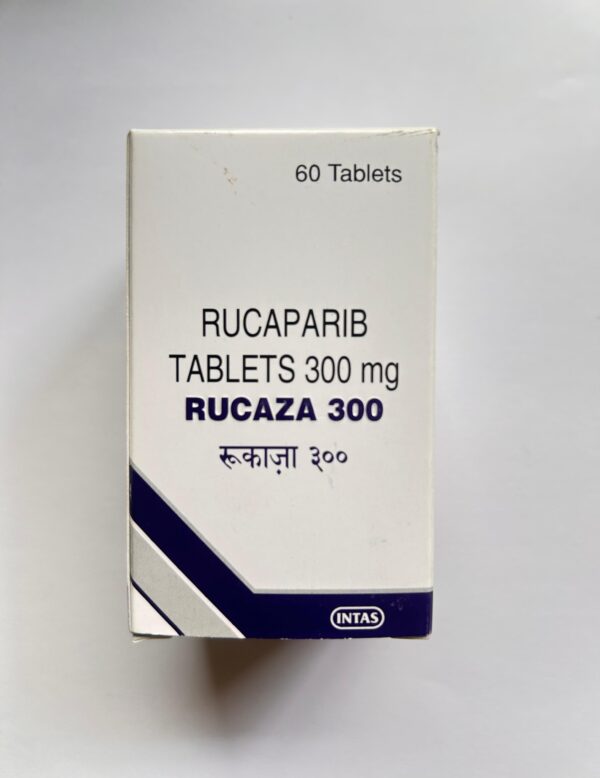 60 Tablets
RUCAPARIB
TABLETS 300 mg
RUCAZA 300
रूकाज़ा ३००
INTAS